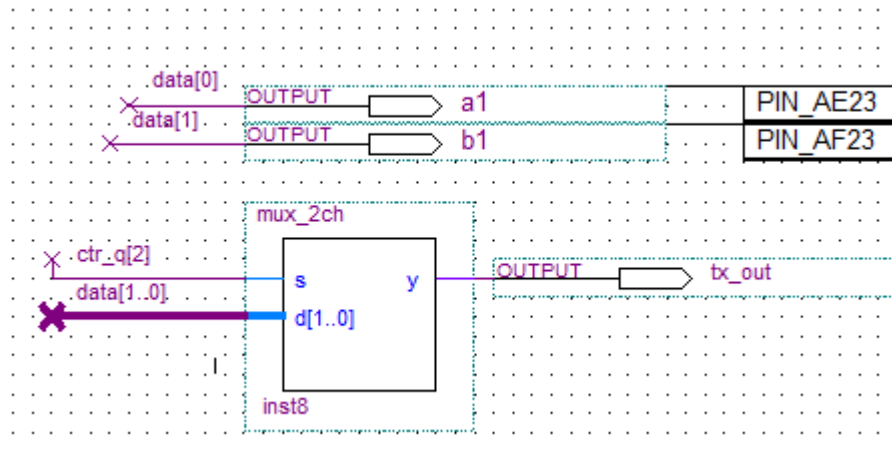 data[0]
OUTPUT a1 PIN_AE23
data[1]
OUTPUT b1 PIN_AF23
mux_2ch
ctr_q[2]
s y OUTPUT tx_out
data[1..0]
d[1..0]
inst8